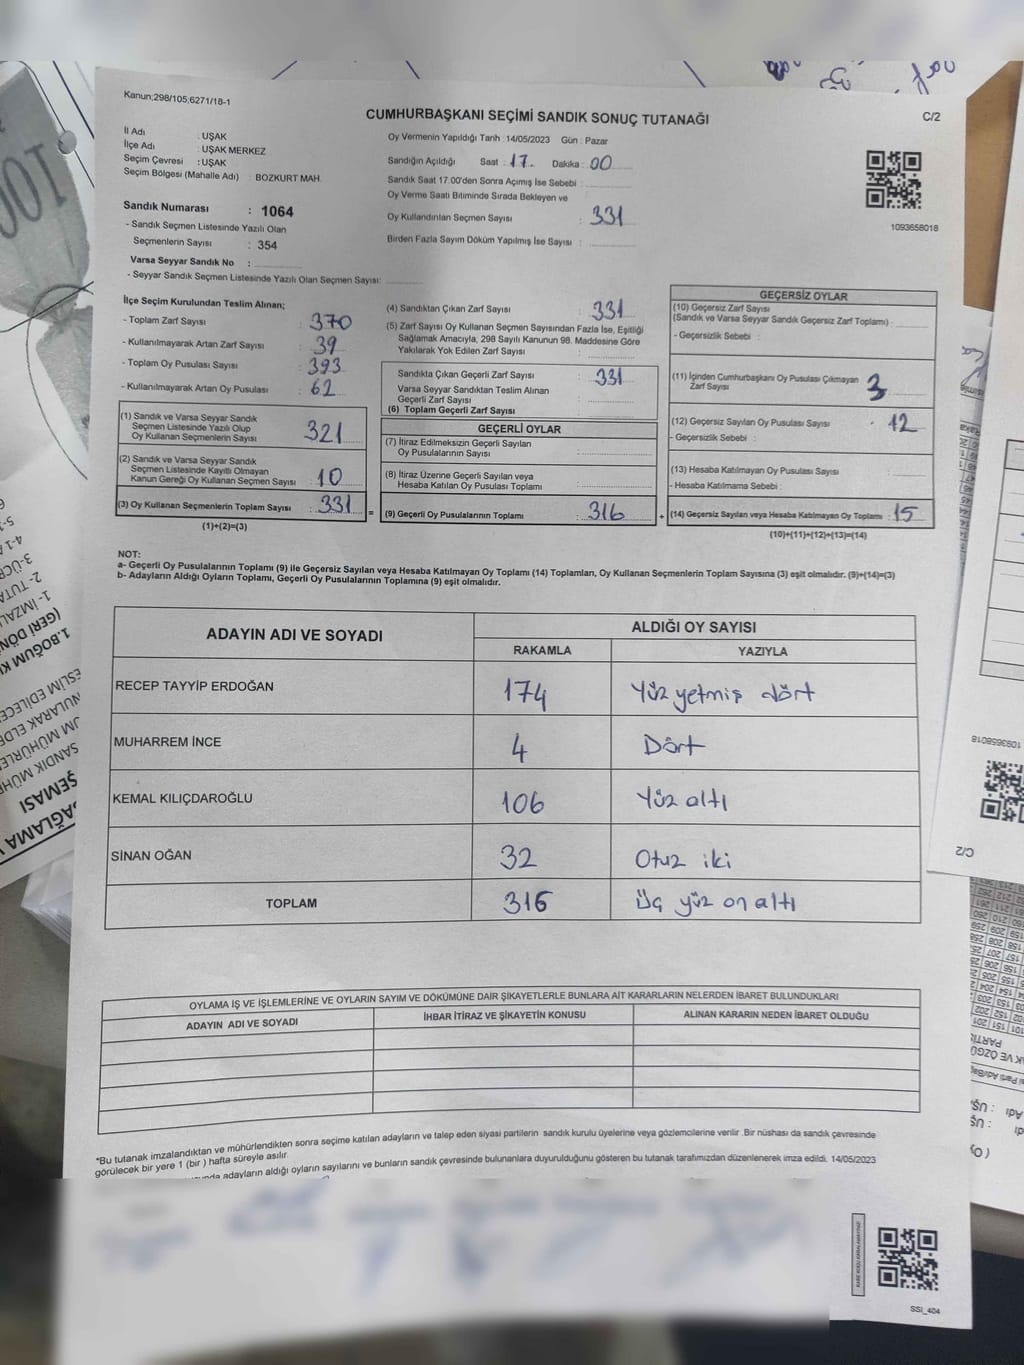 Kanun;298/105;6271/18-1
CUMHURBAŞKANI SEÇİMİ SANDIK SONUÇ TUTANAĞI
C/2
İl Adı : UŞAK
İlçe Adı : UŞAK MERKEZ
Seçim Çevresi : UŞAK
Seçim Bölgesi (Mahalle Adı) : BOZKURT MAH.
Sandık Numarası : 1064
- Sandık Seçmen Listesinde Yazılı Olan
Seçmenlerin Sayısı : 354
Varsa Seyyar Sandık No :
- Seyyar Sandık Seçmen Listesinde Yazılı Olan Seçmen Sayısı:
Oy Vermenin Yapıldığı Tarih :14/05/2023 Gün : Pazar
Sandığın Açıldığı Saat : 17 Dakika : 00
Sandık Saat 17:00'den Sonra Açımış İse Sebebi :
Oy Verme Saati Bitiminde Sırada Bekleyen ve
Oy Kullandırılan Seçmen Sayısı : 331
Birden Fazla Sayım Döküm Yapılmış İse Sayısı :
1093658018
İlçe Seçim Kurulundan Teslim Alınan;
- Toplam Zarf Sayısı : 370
- Kullanılmayarak Artan Zarf Sayısı : 39
- Toplam Oy Pusulası Sayısı : 393
- Kullanılmayarak Artan Oy Pusulası : 62
(1) Sandık ve Varsa Seyyar Sandık
Seçmen Listesinde Yazılı Olup
Oy Kullanan Seçmenlerin Sayısı : 321
(2) Sandık ve Varsa Seyyar Sandık
Seçmen Listesinde Kayıtlı Olmayan
Kanun Gereği Oy Kullanan Seçmen Sayısı : 10
(3) Oy Kullanan Seçmenlerin Toplam Sayısı : 331
(1)+(2)=(3)
(4) Sandıktan Çıkan Zarf Sayısı : 331
(5) Zarf Sayısı Oy Kullanan Seçmen Sayısından Fazla İse, Eşitliği
Sağlamak Amacıyla, 298 Sayılı Kanunun 98. Maddesine Göre
Yakılarak Yok Edilen Zarf Sayısı :
Sandıkta Çıkan Geçerli Zarf Sayısı : 331
Varsa Seyyar Sandıktan Teslim Alınan
Geçerli Zarf Sayısı :
(6) Toplam Geçerli Zarf Sayısı :
GEÇERLİ OYLAR
(7) İtiraz Edilmeksizin Geçerli Sayılan
Oy Pusulasının Sayısı :
(8) İtiraz Üzerine Geçerli Sayılan veya
Hesaba Katılan Oy Pusulası Toplamı :
= (9) Geçerli Oy Pusulalarının Toplamı : 316
GEÇERSİZ OYLAR
(10) Geçersiz Zarf Sayısı
(Sandık ve Varsa Seyyar Sandık Geçersiz Zarf Toplamı) :
- Geçersizlik Sebebi :
(11) İçinden Cumhurbaşkanı Oy Pusulası Çıkmayan
Zarf Sayısı : 3
(12) Geçersiz Sayılan Oy Pusulası Sayısı : 12
- Geçersizlik Sebebi :
(13) Hesaba Katılmayan Oy Pusulası Sayısı :
- Hesaba Katılmama Sebebi :
+ (14) Geçersiz Sayılan veya Hesaba Katılmayan Oy Toplamı : 15
(10)+(11)+(12)+(13)=(14)
NOT:
a- Geçerli Oy Pusulalarının Toplamı (9) ile Geçersiz Sayılan veya Hesaba Katılmayan Oy Toplamı (14) Toplamları, Oy Kullanan Seçmenlerin Toplam Sayısına (3) eşit olmalıdır. (9)+(14)=(3)
b- Adayların Aldığı Oyların Toplamı, Geçerli Oy Pusulalarının Toplamına (9) eşit olmalıdır.
ADAYIN ADI VE SOYADI ALDIĞI OY SAYISI
RAKAMLA YAZIYLA
RECEP TAYYİP ERDOĞAN 174 Yüz yetmiş dört
MUHARREM İNCE 4 Dört
KEMAL KILIÇDAROĞLU 106 Yüz altı
SİNAN OĞAN 32 Otuz iki
TOPLAM 316 Üç yüz on altı
OYLAMA İŞ VE İŞLEMLERİNE VE OYLARIN SAYIM VE DÖKÜMÜNE DAİR ŞİKAYETLERLE BUNLARA AİT KARARLARIN NELERDEN İBARET BULUNDUKLARI
ADAYIN ADI VE SOYADI İHBAR İTİRAZ VE ŞİKAYETİN KONUSU ALINAN KARARIN NEDEN İBARET OLDUĞU
*Bu tutanak imzalandıktan ve mühürlendikten sonra seçime katılan adayların ve talep eden siyasi partilerin sandık kurulu üyelerine veya gözlemcilerine verilir .Bir nüshası da sandık çevresinde
görülecek bir yere 1 (bir ) hafta süreyle asılır.
adayların aldığı oyların sayılarını ve bunların sandık çevresinde bulunanlara duyurulduğunu gösteren bu tutanak tarafımızdan düzenlenerek imza edildi. 14/05/2023
SSI_404